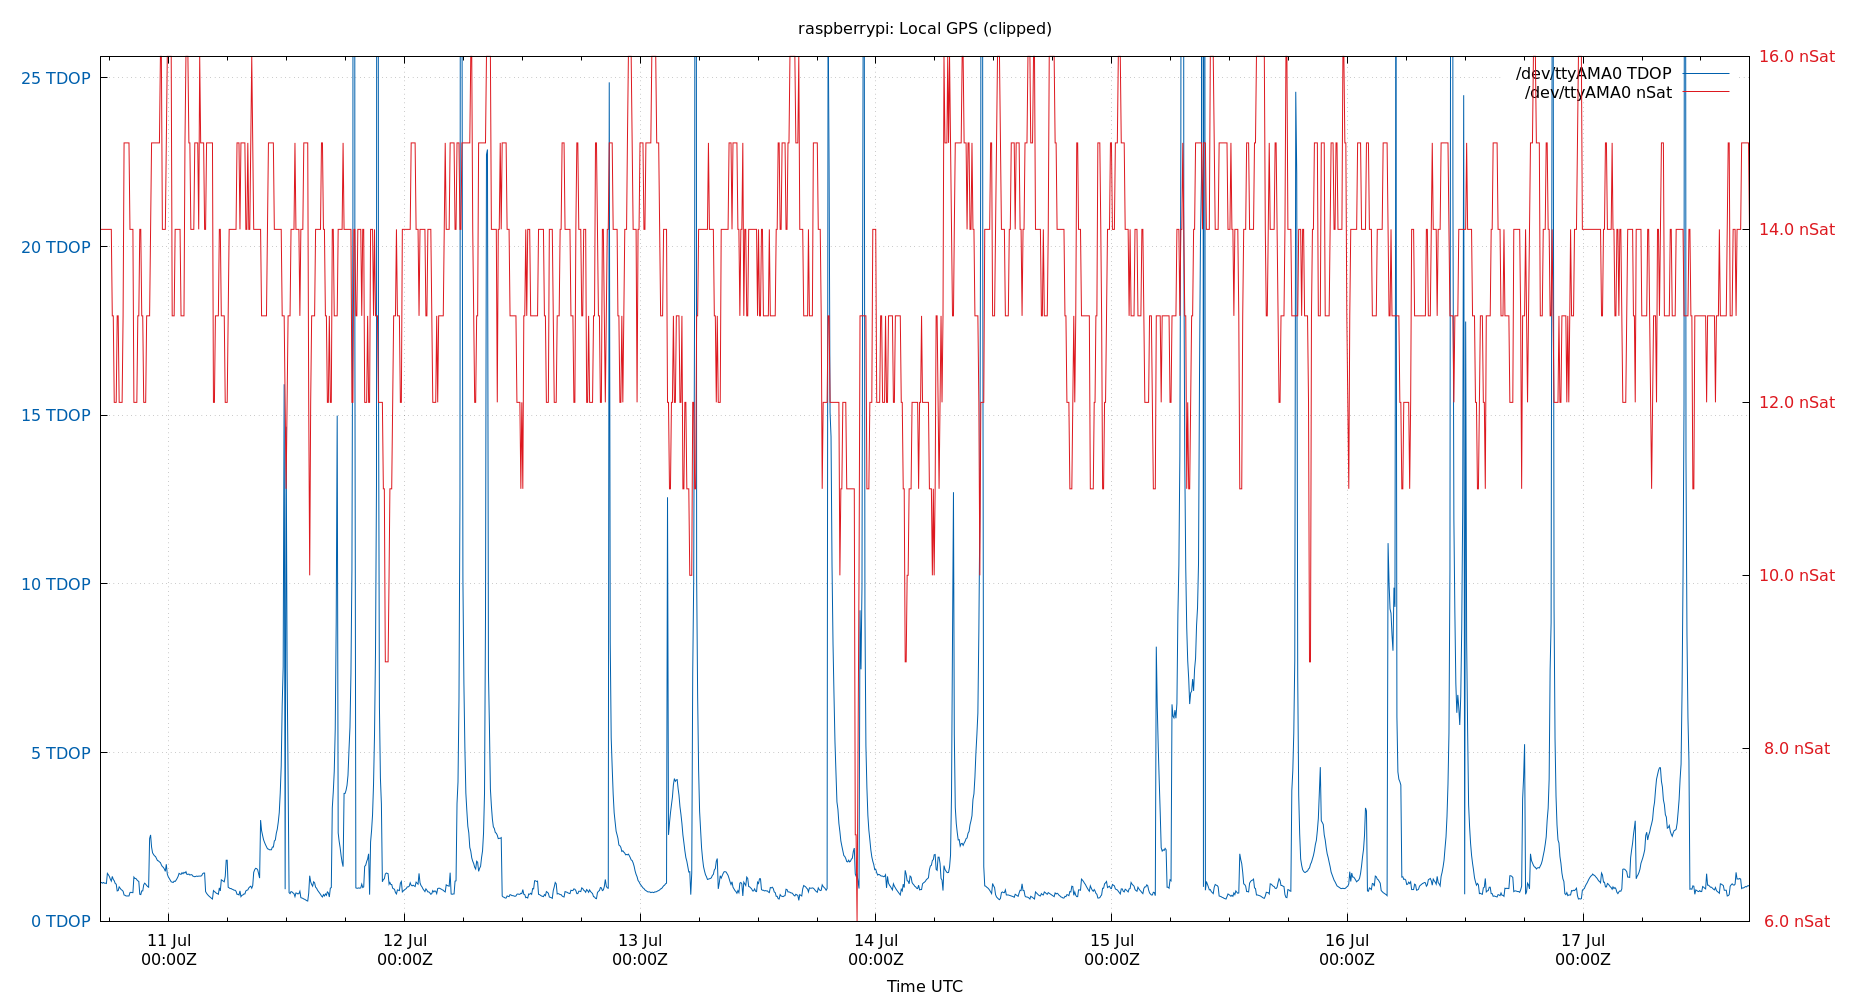 raspberrypi: Local GPS (clipped)
25 TDOP
20 TDOP
15 TDOP
10 TDOP
5 TDOP
0 TDOP
16.0 nSat
14.0 nSat
12.0 nSat
10.0 nSat
8.0 nSat
6.0 nSat
/dev/ttyAMA0 TDOP
/dev/ttyAMA0 nSat
11 Jul
00:00Z
12 Jul
00:00Z
13 Jul
00:00Z
14 Jul
00:00Z
15 Jul
00:00Z
16 Jul
00:00Z
17 Jul
00:00Z
Time UTC